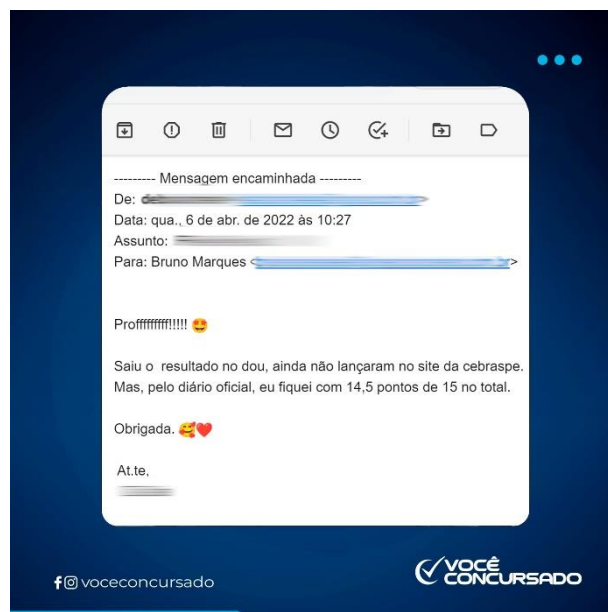 --------- Mensagem encaminhada ---------
De:
Data: qua., 6 de abr. de 2022 às 10:27
Assunto:
Para: Bruno Marques < >
Profffffffff!!!!! 🤩
Saiu o  resultado no dou, ainda não lançaram no site da cebraspe.
Mas, pelo diário oficial, eu fiquei com 14,5 pontos de 15 no total.
Obrigada. 🥰❤️
At.te,
voceconcursado
VOCÊ
CONCURSADO